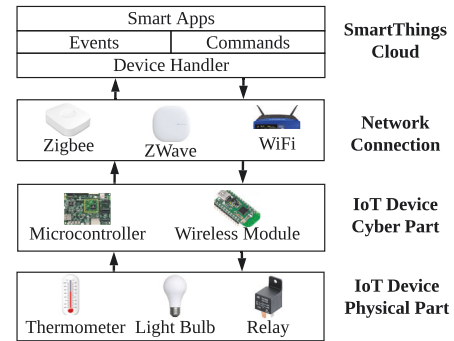 Smart Apps
Events Commands
Device Handler
SmartThings
Cloud
Zigbee ZWave WiFi
Network
Connection
Microcontroller Wireless Module
IoT Device
Cyber Part
Thermometer Light Bulb Relay
IoT Device
Physical Part